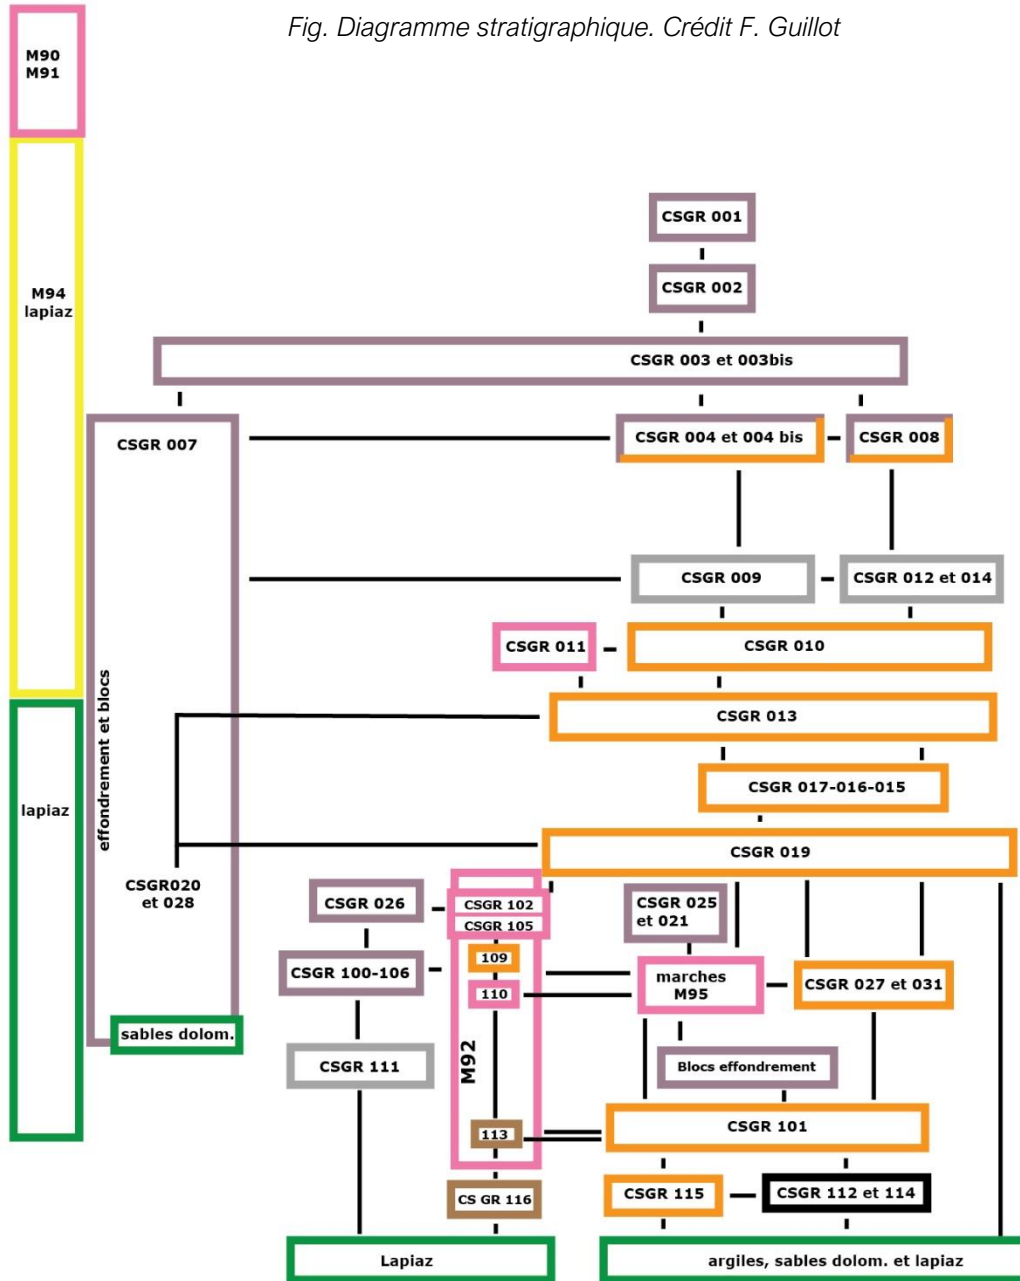 Fig. Diagramme stratigraphique. Crédit F. Guillot
M90
M91
M94
lapiaz
lapiaz
CSGR 001
CSGR 002
CSGR 003 et 003bis
CSGR 007
CSGR 004 et 004 bis
CSGR 008
CSGR 009
CSGR 012 et 014
CSGR 011
CSGR 010
CSGR 013
CSGR 017-016-015
CSGR 019
effondrement et blocs
CSGR020
et 028
sables dolom.
CSGR 026
CSGR 102
CSGR 105
CSGR 025
et 021
CSGR 100-106
109
110
marches
M95
CSGR 027 et 031
M92
CSGR 111
Blocs effondrement
113
CSGR 101
CS GR 116
CSGR 115
CSGR 112 et 114
Lapiaz
argiles, sables dolom. et lapiaz